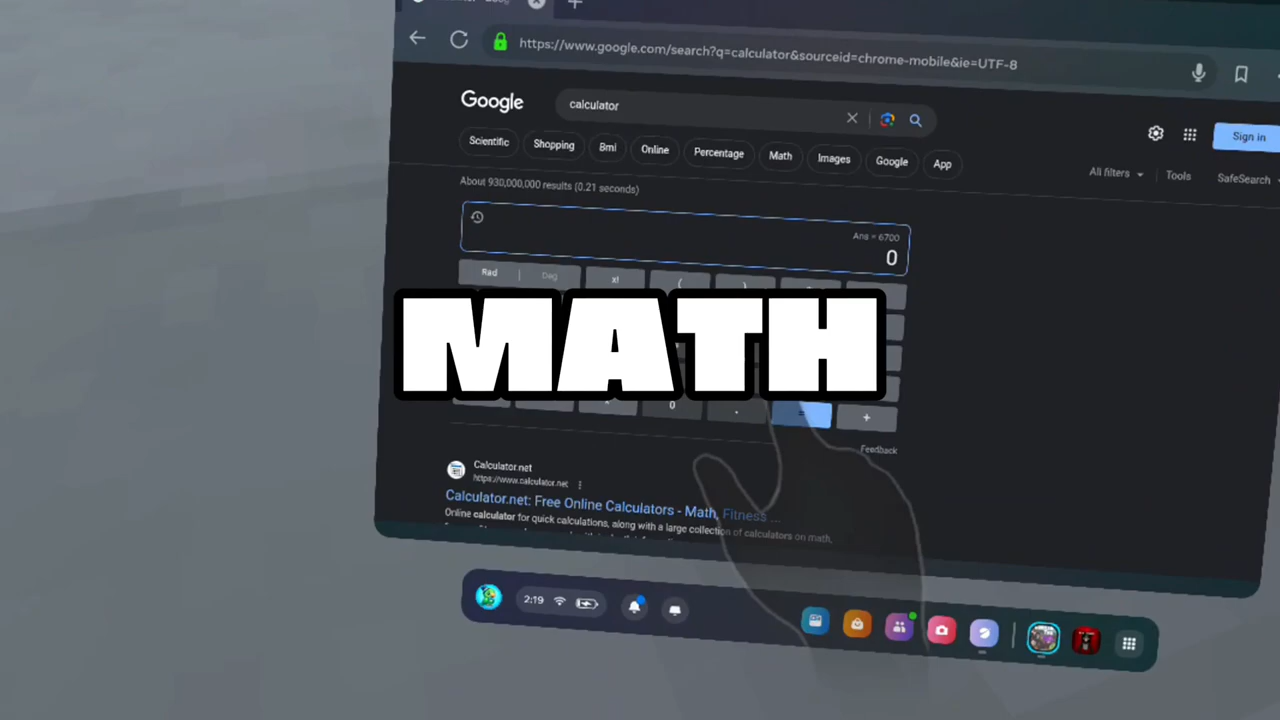 https://www.google.com/search?q=calculator&sourceid=chrome-mobile&ie=UTF-8
Google
calculator
Sign in
Scientific Shopping Bmi Online Percentage Math Images Google App
All filters Tools SafeSearch
About 930,000,000 results (0.21 seconds)
Ans = 6700
0
Rad Deg x! ( )
MATH
0 . = +
Feedback
Calculator.net
https://www.calculator.net
Calculator.net: Free Online Calculators - Math, Fitness ...
Online calculator for quick calculations, along with a large collection of calculators on math,
2:19